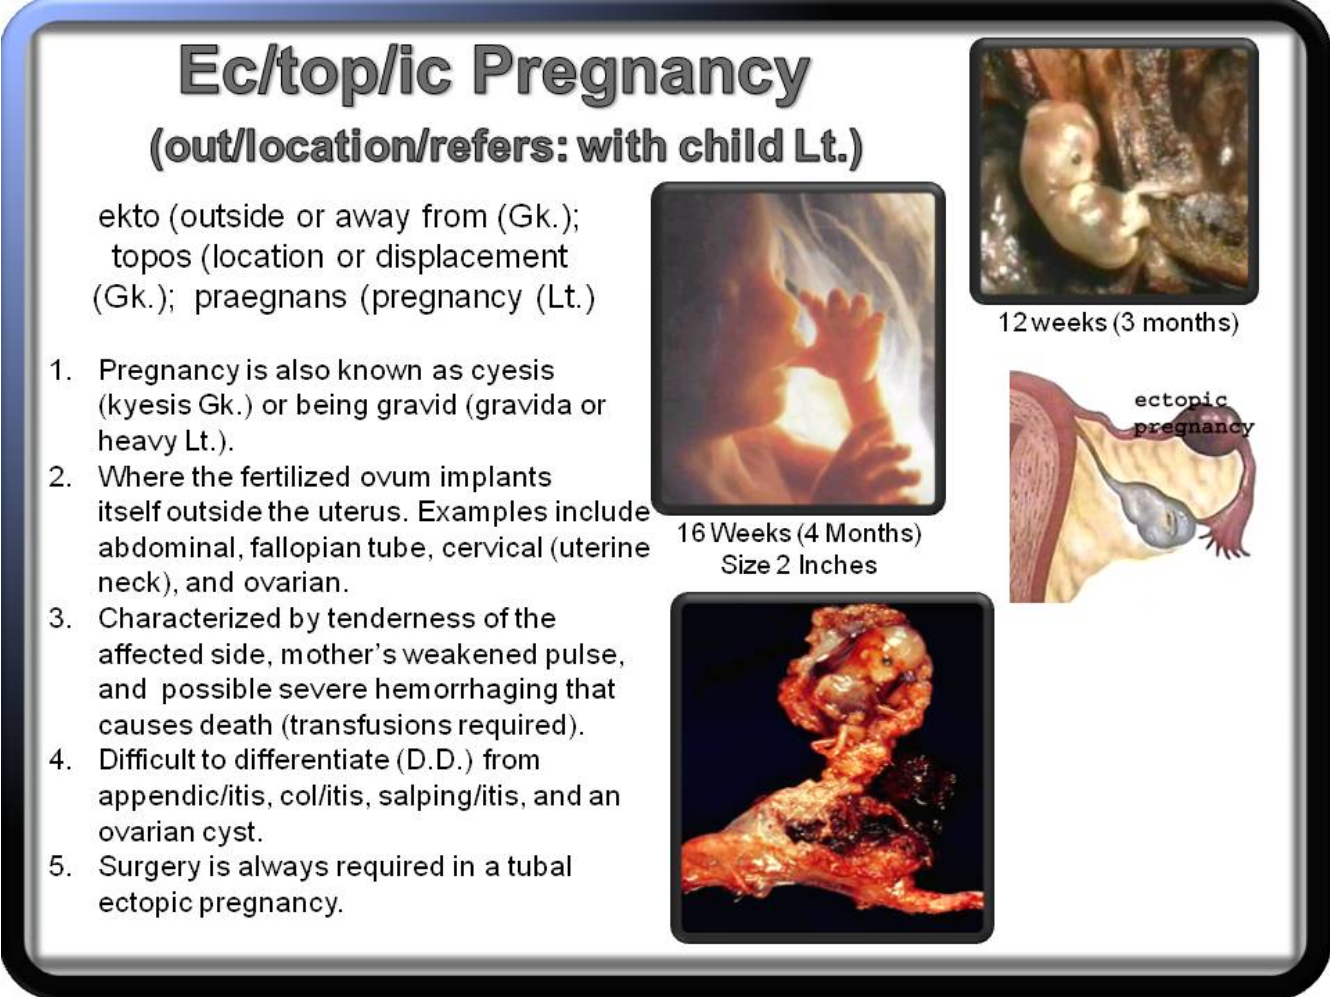 Ec/top/ic Pregnancy
(out/location/refers: with child Lt.)
ekto (outside or away from (Gk.);
topos (location or displacement
(Gk.); praegnans (pregnancy (Lt.)
1. Pregnancy is also known as cyesis
(kyesis Gk.) or being gravid (gravida or
heavy Lt.).
2. Where the fertilized ovum implants
itself outside the uterus. Examples include
abdominal, fallopian tube, cervical (uterine
neck), and ovarian.
3. Characterized by tenderness of the
affected side, mother's weakened pulse,
and possible severe hemorrhaging that
causes death (transfusions required).
4. Difficult to differentiate (D.D.) from
appendic/itis, col/itis, salping/itis, and an
ovarian cyst.
5. Surgery is always required in a tubal
ectopic pregnancy.
16 Weeks (4 Months)
Size 2 Inches
12 weeks (3 months)
ectopic
pregnancy